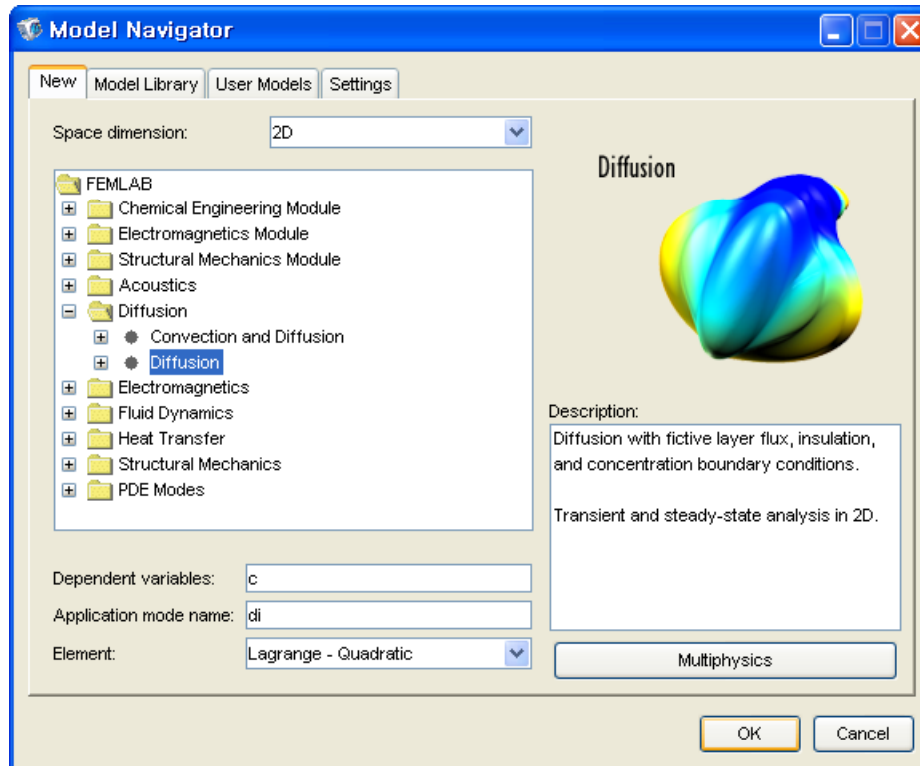 Model Navigator
New
Model Library
User Models
Settings
Space dimension:
2D
FEMLAB
Chemical Engineering Module
Electromagnetics Module
Structural Mechanics Module
Acoustics
Diffusion
Convection and Diffusion
Diffusion
Electromagnetics
Fluid Dynamics
Heat Transfer
Structural Mechanics
PDE Modes
Dependent variables:
c
Application mode name:
di
Element:
Lagrange - Quadratic
Diffusion
Description:
Diffusion with fictive layer flux, insulation,
and concentration boundary conditions.
Transient and steady-state analysis in 2D.
Multiphysics
OK
Cancel